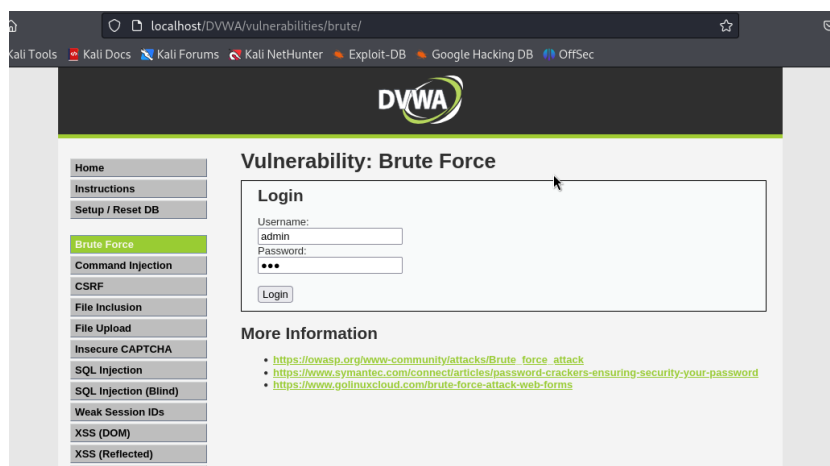 localhost/DVWA/vulnerabilities/brute/
Kali Tools Kali Docs Kali Forums Kali NetHunter Exploit-DB Google Hacking DB OffSec
DVWA
Home
Instructions
Setup / Reset DB
Brute Force
Command Injection
CSRF
File Inclusion
File Upload
Insecure CAPTCHA
SQL Injection
SQL Injection (Blind)
Weak Session IDs
XSS (DOM)
XSS (Reflected)
Vulnerability: Brute Force
Login
Username:
admin
Password:
•••
Login
More Information
• https://owasp.org/www-community/attacks/Brute_force_attack
• https://www.symantec.com/connect/articles/password-crackers-ensuring-security-your-password
• https://www.golinuxcloud.com/brute-force-attack-web-forms